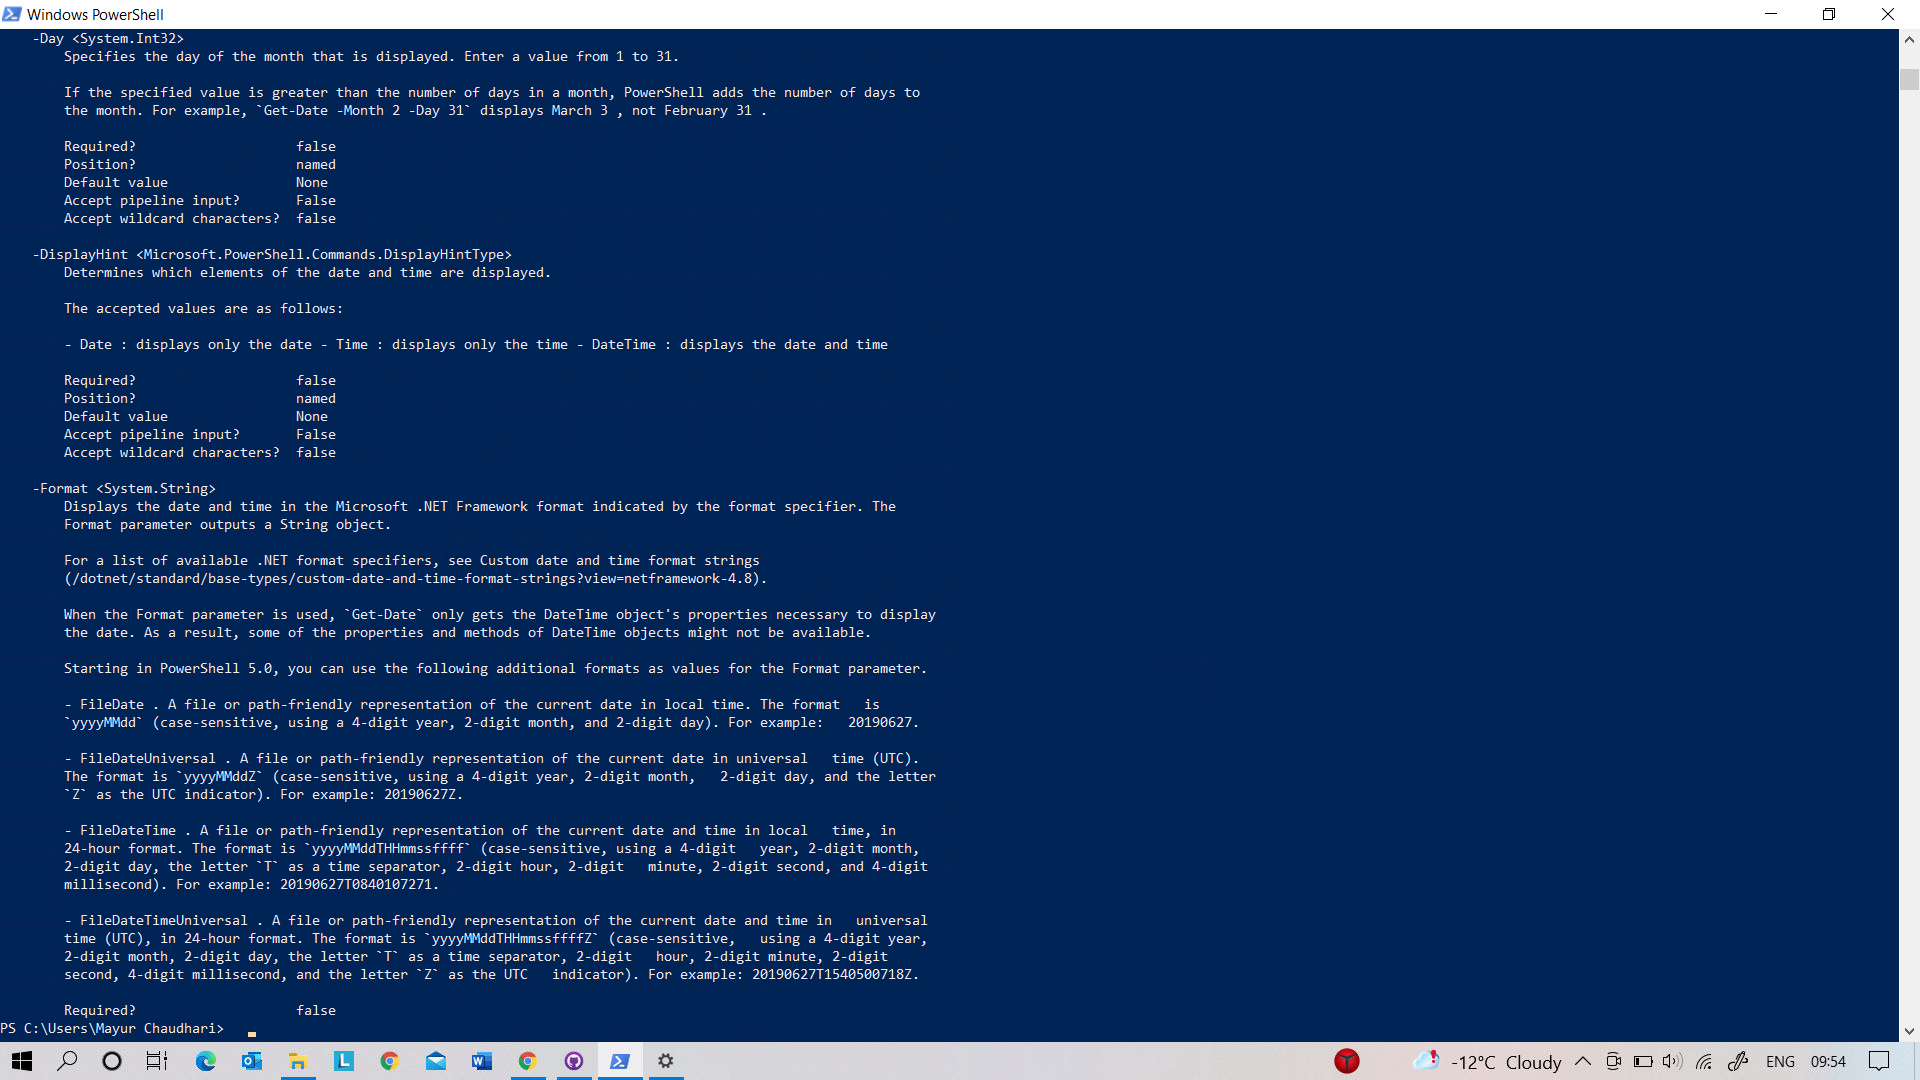 Windows PowerShell
-Day <System.Int32>
Specifies the day of the month that is displayed. Enter a value from 1 to 31.
If the specified value is greater than the number of days in a month, PowerShell adds the number of days to
the month. For example, `Get-Date -Month 2 -Day 31` displays March 3 , not February 31 .
Required? false
Position? named
Default value None
Accept pipeline input? False
Accept wildcard characters? false
-DisplayHint <Microsoft.PowerShell.Commands.DisplayHintType>
Determines which elements of the date and time are displayed.
The accepted values are as follows:
- Date : displays only the date - Time : displays only the time - DateTime : displays the date and time
Required? false
Position? named
Default value None
Accept pipeline input? False
Accept wildcard characters? false
-Format <System.String>
Displays the date and time in the Microsoft .NET Framework format indicated by the format specifier. The
Format parameter outputs a String object.
For a list of available .NET format specifiers, see Custom date and time format strings
(/dotnet/standard/base-types/custom-date-and-time-format-strings?view=netframework-4.8).
When the Format parameter is used, `Get-Date` only gets the DateTime object's properties necessary to display
the date. As a result, some of the properties and methods of DateTime objects might not be available.
Starting in PowerShell 5.0, you can use the following additional formats as values for the Format parameter.
- FileDate . A file or path-friendly representation of the current date in local time. The format   is
`yyyyMMdd` (case-sensitive, using a 4-digit year, 2-digit month, and 2-digit day). For example:   20190627.
- FileDateUniversal . A file or path-friendly representation of the current date in universal   time (UTC).
The format is `yyyyMMddZ` (case-sensitive, using a 4-digit year, 2-digit month,   2-digit day, and the letter
`Z` as the UTC indicator). For example: 20190627Z.
- FileDateTime . A file or path-friendly representation of the current date and time in local   time, in
24-hour format. The format is `yyyyMMddTHHmmssffff` (case-sensitive, using a 4-digit   year, 2-digit month,
2-digit day, the letter `T` as a time separator, 2-digit hour, 2-digit   minute, 2-digit second, and 4-digit
millisecond). For example: 20190627T0840107271.
- FileDateTimeUniversal . A file or path-friendly representation of the current date and time in   universal
time (UTC), in 24-hour format. The format is `yyyyMMddTHHmmssffffZ` (case-sensitive,   using a 4-digit year,
2-digit month, 2-digit day, the letter `T` as a time separator, 2-digit   hour, 2-digit minute, 2-digit
second, 4-digit millisecond, and the letter `Z` as the UTC   indicator). For example: 20190627T1540500718Z.
Required? false
PS C:\Users\Mayur Chaudhari>
-12°C Cloudy ENG 09:54